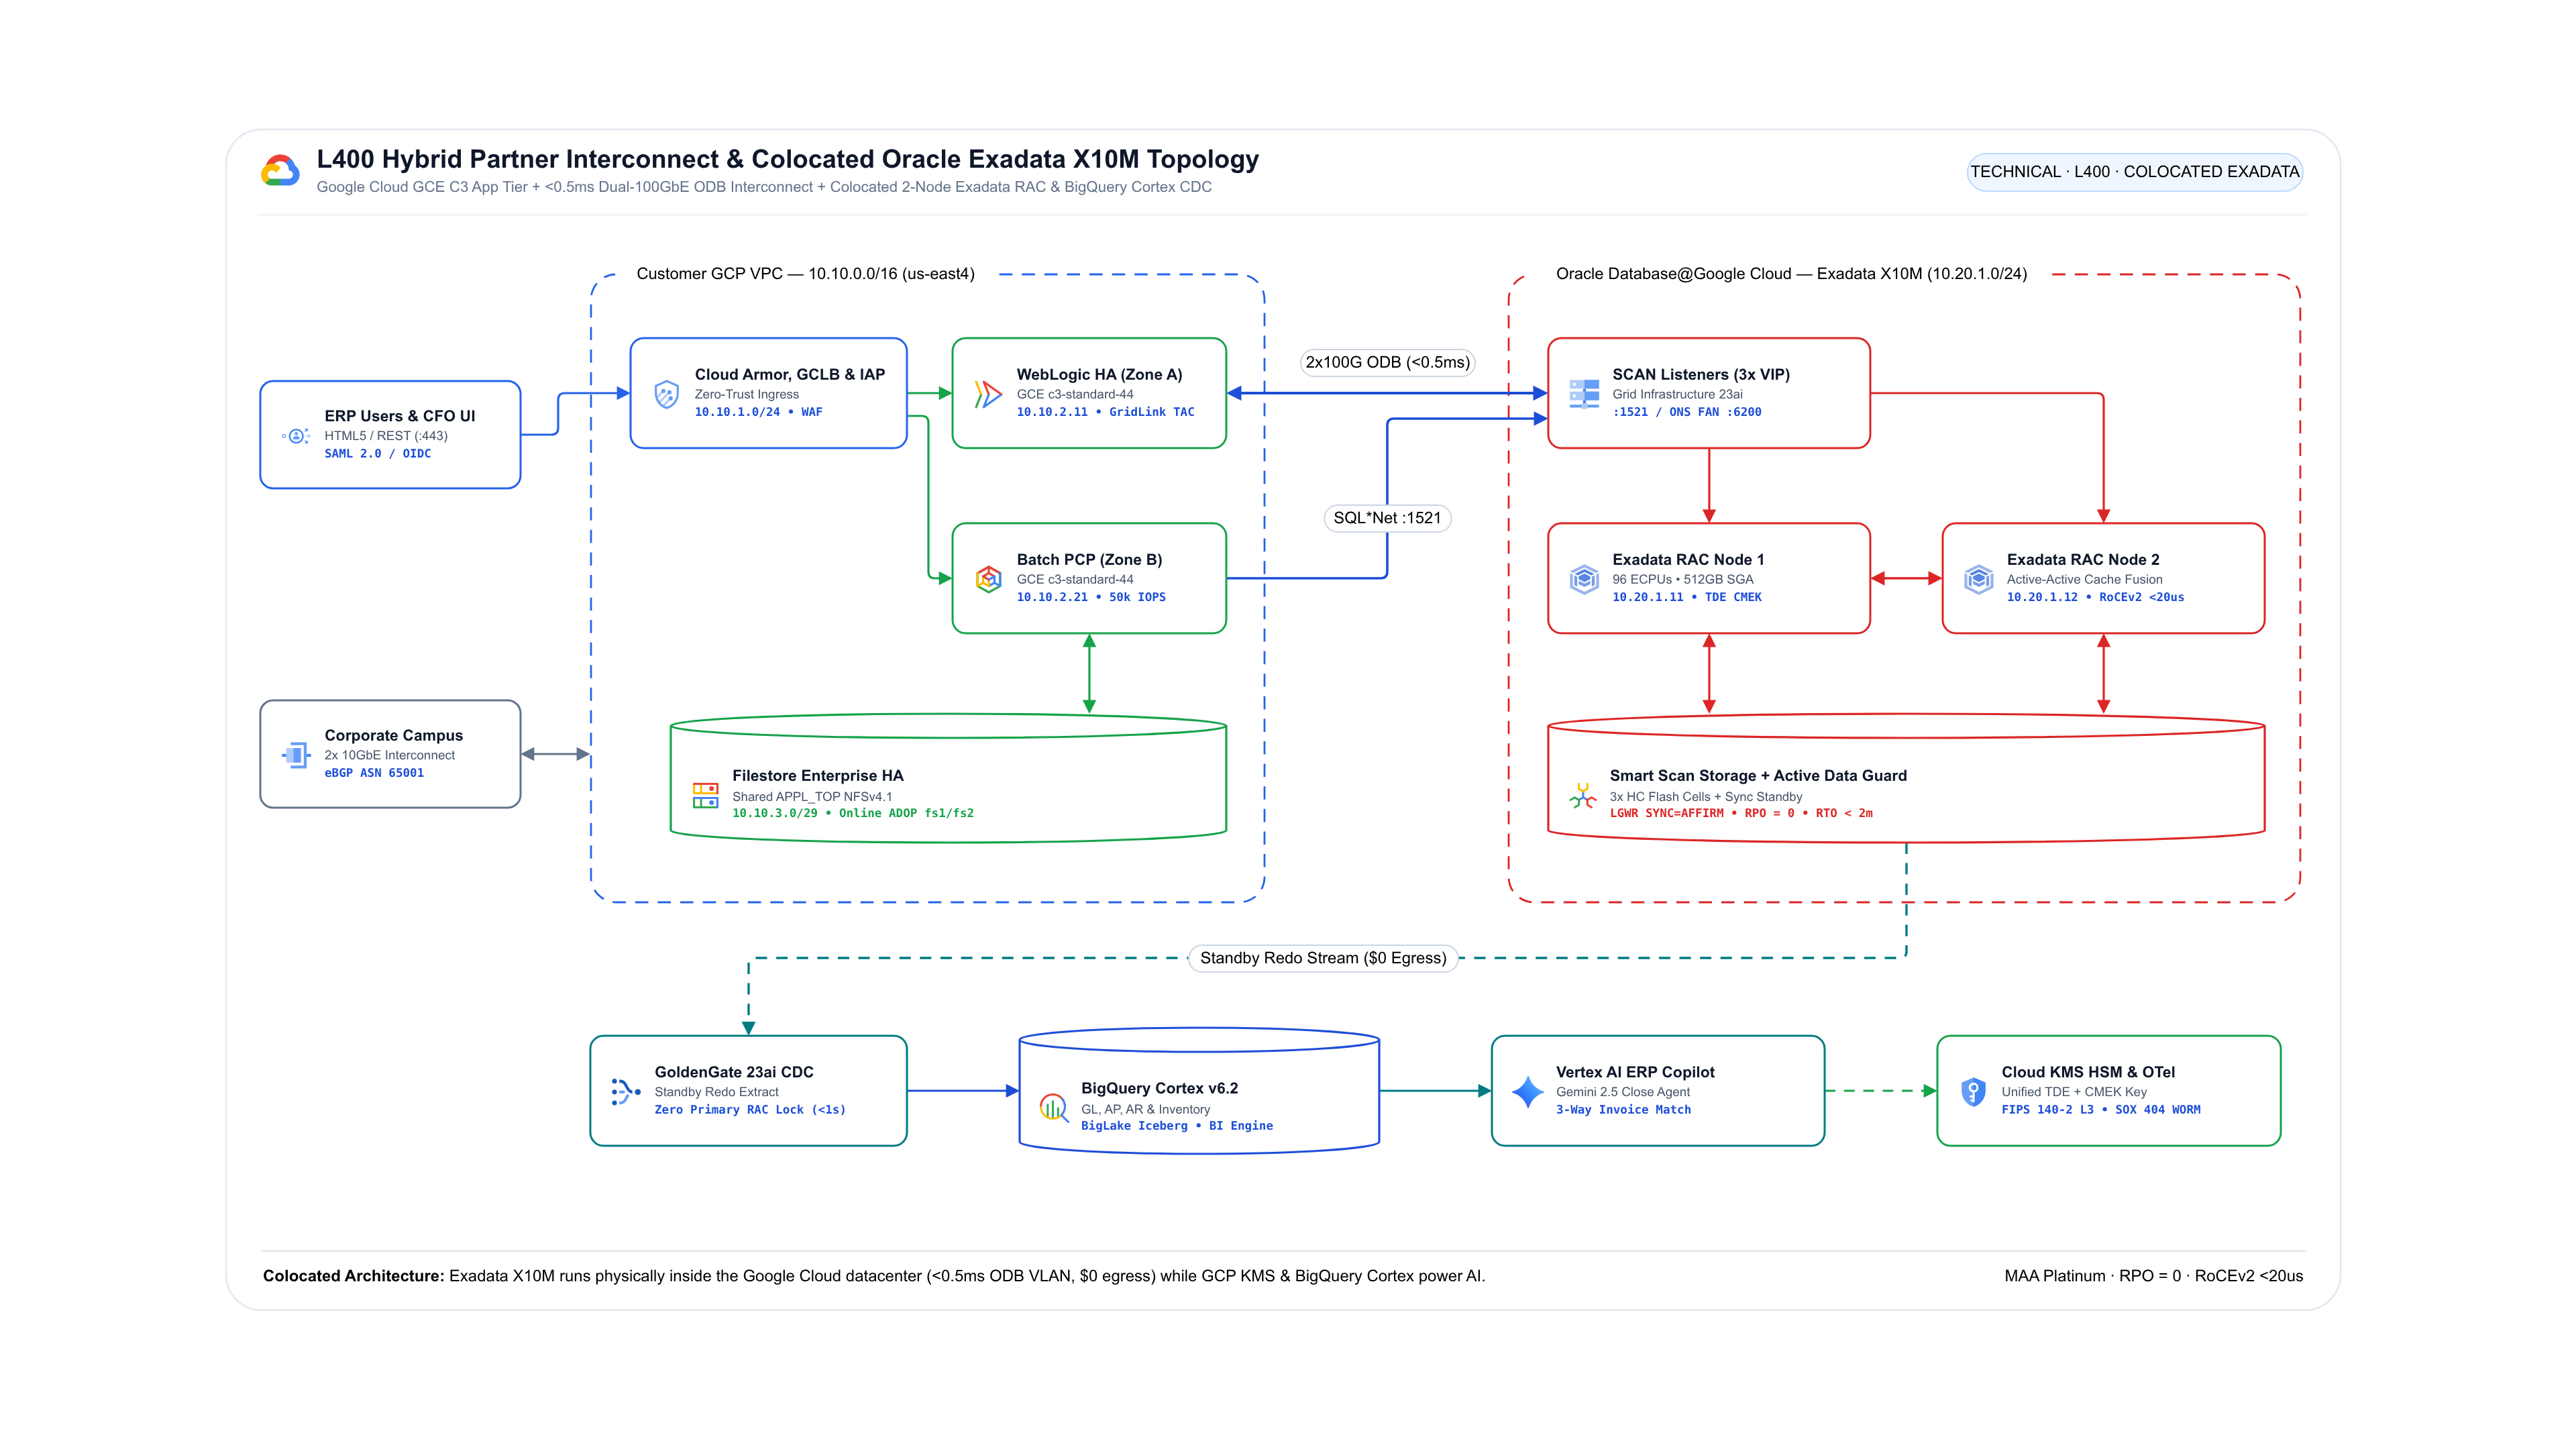 L400 Hybrid Partner Interconnect & Colocated Oracle Exadata X10M Topology
Google Cloud GCE C3 App Tier + <0.5ms Dual-100GbE ODB Interconnect + Colocated 2-Node Exadata RAC & BigQuery Cortex CDC
TECHNICAL · L400 · COLOCATED EXADATA
Customer GCP VPC — 10.10.0.0/16 (us-east4)
Oracle Database@Google Cloud — Exadata X10M (10.20.1.0/24)
ERP Users & CFO UI
HTML5 / REST (:443)
SAML 2.0 / OIDC
Cloud Armor, GCLB & IAP
Zero-Trust Ingress
10.10.1.0/24 • WAF
WebLogic HA (Zone A)
GCE c3-standard-44
10.10.2.11 • GridLink TAC
2x100G ODB (<0.5ms)
SCAN Listeners (3x VIP)
Grid Infrastructure 23ai
:1521 / ONS FAN :6200
SQL*Net :1521
Batch PCP (Zone B)
GCE c3-standard-44
10.10.2.21 • 50k IOPS
Exadata RAC Node 1
96 ECPUs • 512GB SGA
10.20.1.11 • TDE CMEK
Exadata RAC Node 2
Active-Active Cache Fusion
10.20.1.12 • RoCEv2 <20us
Corporate Campus
2x 10GbE Interconnect
eBGP ASN 65001
Filestore Enterprise HA
Shared APPL_TOP NFSv4.1
10.10.3.0/29 • Online ADOP fs1/fs2
Smart Scan Storage + Active Data Guard
3x HC Flash Cells + Sync Standby
LGWR SYNC=AFFIRM • RPO = 0 • RTO < 2m
Standby Redo Stream ($0 Egress)
GoldenGate 23ai CDC
Standby Redo Extract
Zero Primary RAC Lock (<1s)
BigQuery Cortex v6.2
GL, AP, AR & Inventory
BigLake Iceberg • BI Engine
Vertex AI ERP Copilot
Gemini 2.5 Close Agent
3-Way Invoice Match
Cloud KMS HSM & OTel
Unified TDE + CMEK Key
FIPS 140-2 L3 • SOX 404 WORM
Colocated Architecture: Exadata X10M runs physically inside the Google Cloud datacenter (<0.5ms ODB VLAN, $0 egress) while GCP KMS & BigQuery Cortex power AI.
MAA Platinum · RPO = 0 · RoCEv2 <20us